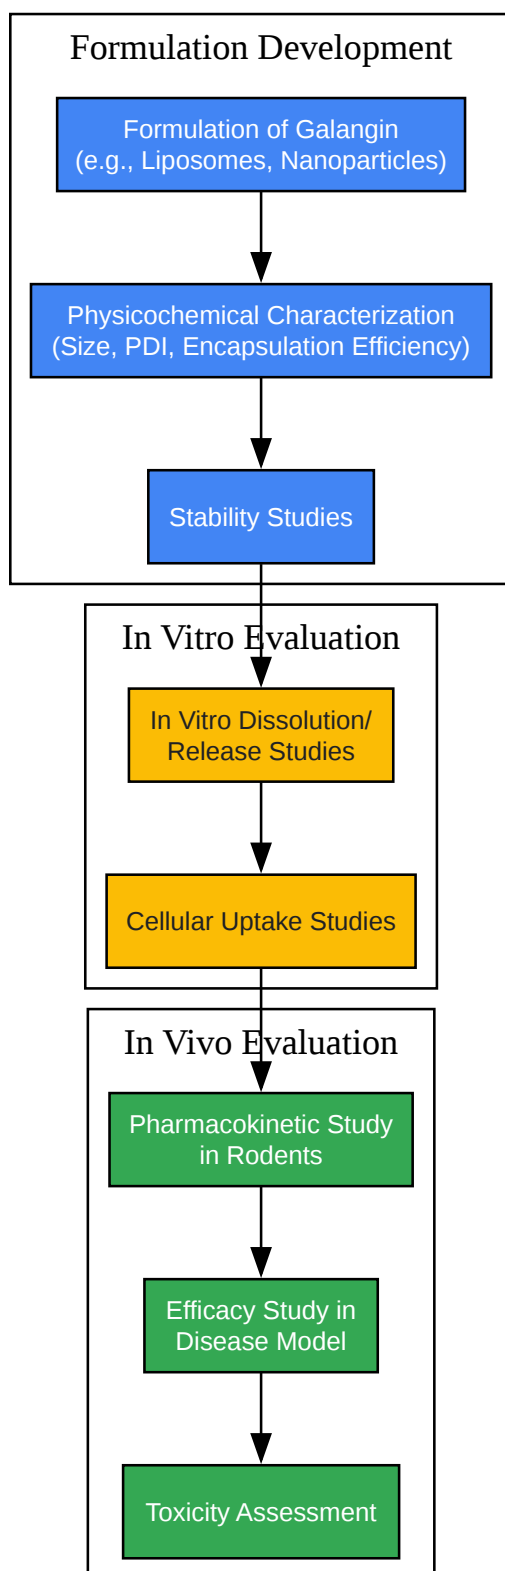 Formulation Development
Formulation of Galangin
(e.g., Liposomes, Nanoparticles)
Physicochemical Characterization
(Size, PDI, Encapsulation Efficiency)
Stability Studies
In Vitro Evaluation
In Vitro Dissolution/
Release Studies
Cellular Uptake Studies
In Vivo Evaluation
Pharmacokinetic Study
in Rodents
Efficacy Study in
Disease Model
Toxicity Assessment